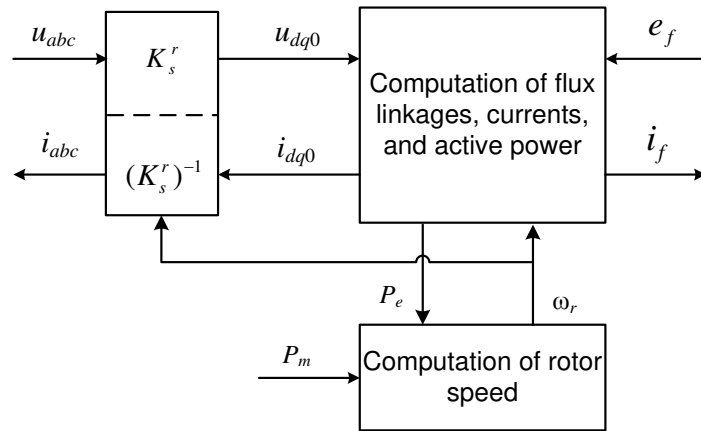 u_abc
K_s^r
u_dq0
Computation of flux
linkages, currents,
and active power
e_f
i_abc
(K_s^r)^{-1}
i_dq0
i_f
P_e
ω_r
P_m
Computation of rotor
speed